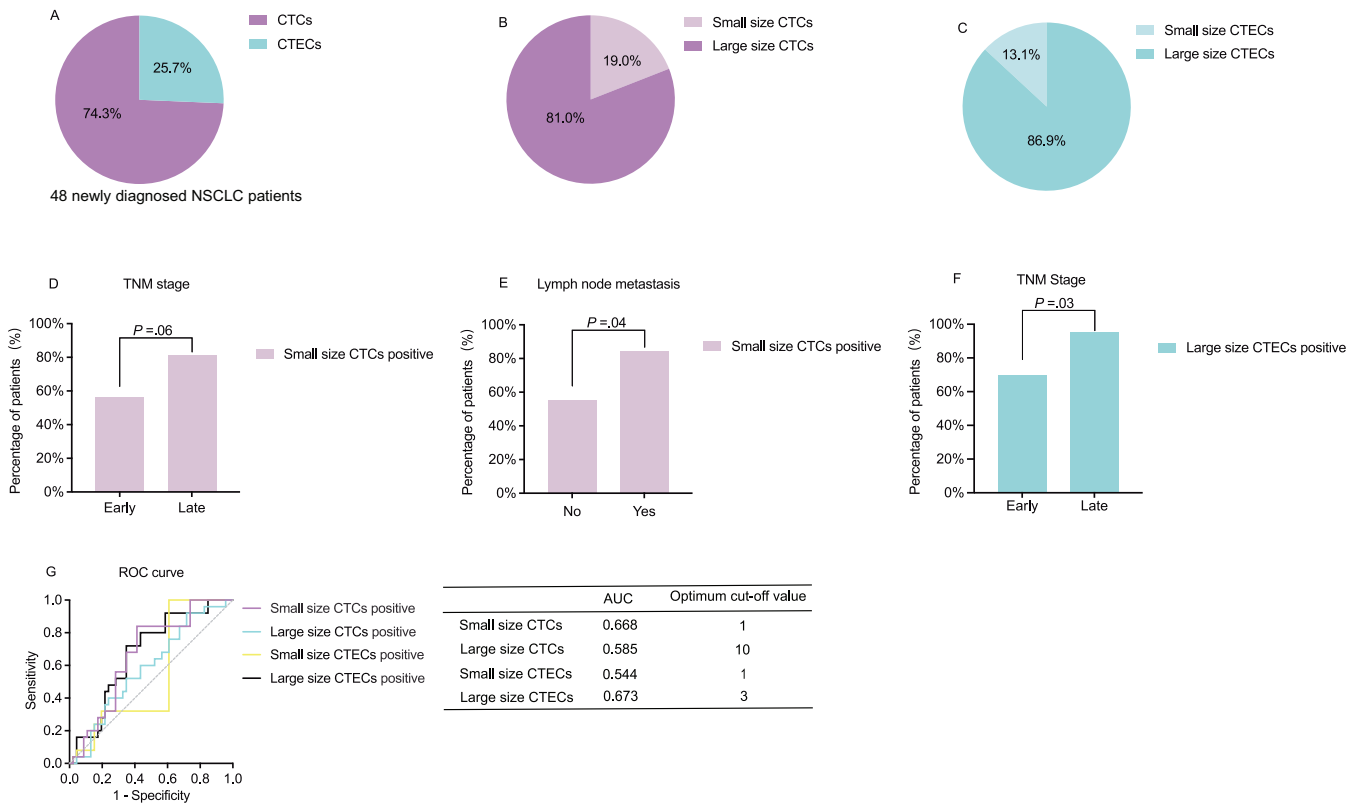 A
CTCs
CTECs
25.7%
74.3%
48 newly diagnosed NSCLC patients
B
Small size CTCs
Large size CTCs
19.0%
81.0%
C
Small size CTECs
Large size CTECs
13.1%
86.9%
D
TNM stage
P =.06
Percentage of patients (%)
100%
80%
60%
40%
20%
0%
Early Late
Small size CTCs positive
E
Lymph node metastasis
P =.04
Percentage of patients (%)
100%
80%
60%
40%
20%
0%
No Yes
Small size CTCs positive
F
TNM Stage
P =.03
Percentage of patients (%)
100%
80%
60%
40%
20%
0%
Early Late
Large size CTECs positive
G
ROC curve
Sensitivity
1.0
0.8
0.6
0.4
0.2
0.0
0.0 0.2 0.4 0.6 0.8 1.0
1 - Specificity
Small size CTCs positive
Large size CTCs positive
Small size CTECs positive
Large size CTECs positive
AUC Optimum cut-off value
Small size CTCs 0.668 1
Large size CTCs 0.585 10
Small size CTECs 0.544 1
Large size CTECs 0.673 3